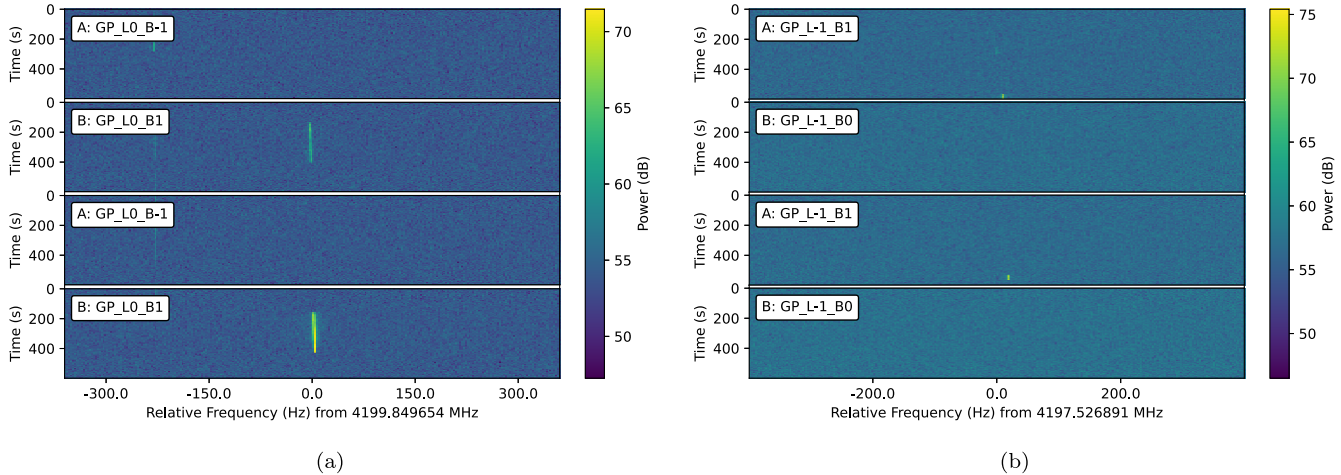 0
A: GP_L0_B-1
200
400
Time (s)
0
B: GP_L0_B1
200
400
Time (s)
0
A: GP_L0_B-1
200
400
Time (s)
0
B: GP_L0_B1
200
400
Time (s)
-300.0 -150.0 0.0 150.0 300.0
Relative Frequency (Hz) from 4199.849654 MHz
70
65
60
55
50
Power (dB)
(a)
0
A: GP_L-1_B1
200
400
Time (s)
0
B: GP_L-1_B0
200
400
Time (s)
0
A: GP_L-1_B1
200
400
Time (s)
0
B: GP_L-1_B0
200
400
Time (s)
-200.0 0.0 200.0
Relative Frequency (Hz) from 4197.526891 MHz
75
70
65
60
55
50
Power (dB)
(b)